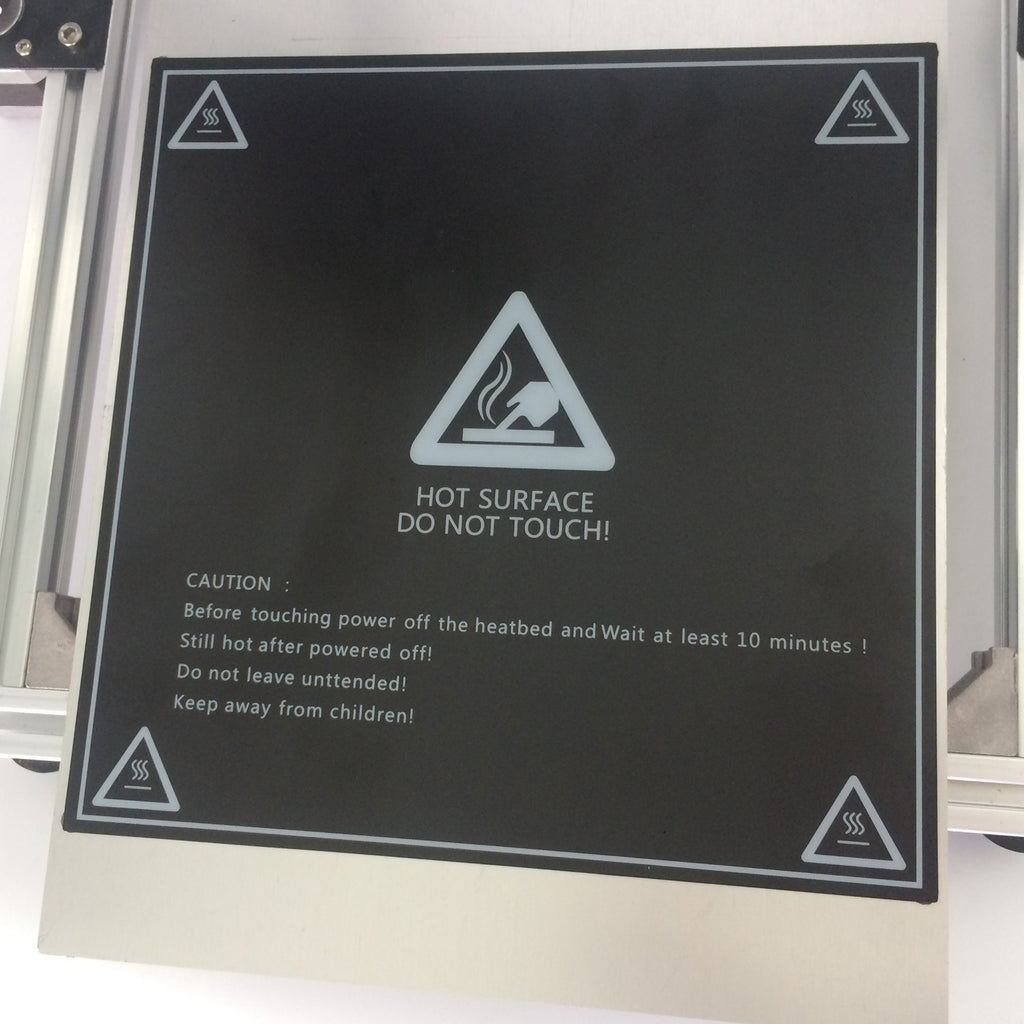 HOT SURFACE
DO NOT TOUCH!
CAUTION :
Before touching power off the heatbed and Wait at least 10 minutes !
Still hot after powered off!
Do not leave unttended!
Keep away from children!